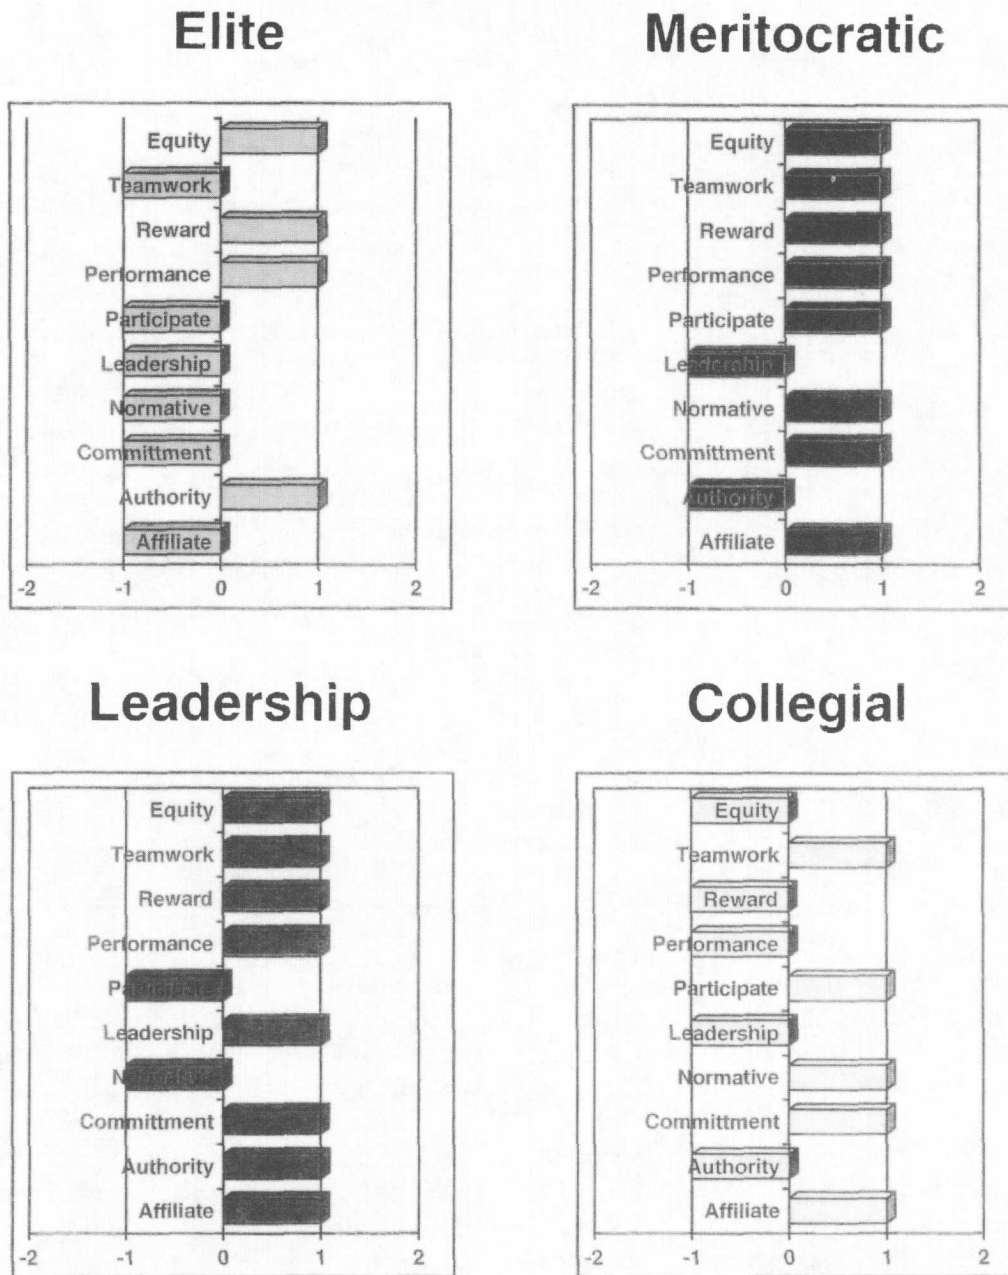 Elite
Equity
Teamwork
Reward
Performance
Participate
Leadership
Normative
Committment
Authority
Affiliate
-2 -1 0 1 2
Meritocratic
Equity
Teamwork
Reward
Performance
Participate
Leadership
Normative
Committment
Authority
Affiliate
-2 -1 0 1 2
Leadership
Equity
Teamwork
Reward
Performance
Participate
Leadership
Committment
Authority
Affiliate
-2 -1 0 1 2
Collegial
Equity
Teamwork
Reward
Performance
Participate
Leadership
Normative
Committment
Authority
Affiliate
-2 -1 0 1 2